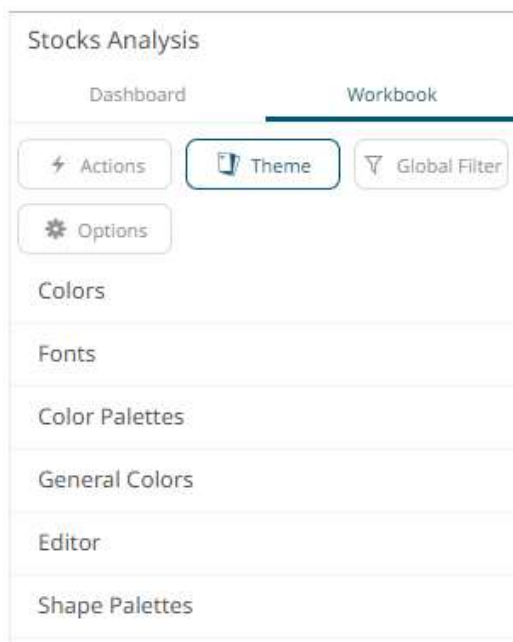 Stocks Analysis
Dashboard Workbook
Actions Theme Global Filter
Options
Colors
Fonts
Color Palettes
General Colors
Editor
Shape Palettes